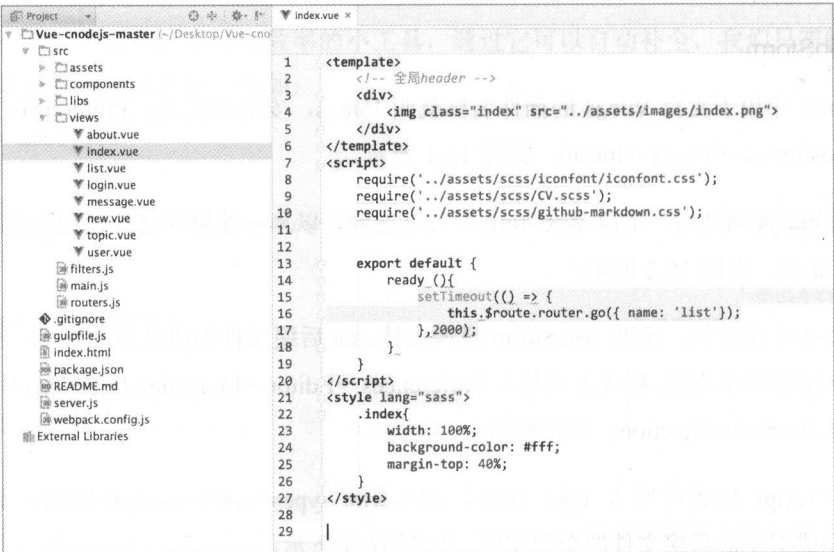 Project
index.vue ×
Vue-cnodejs-master (~/Desktop/Vue-cno
src
assets
components
libs
views
about.vue
index.vue
list.vue
login.vue
message.vue
new.vue
topic.vue
user.vue
filters.js
main.js
routers.js
.gitignore
gulpfile.js
index.html
package.json
README.md
server.js
webpack.config.js
External Libraries
1 <template>
2 <!-- 全局header -->
3 <div>
4 <img class="index" src="../assets/images/index.png">
5 </div>
6 </template>
7 <script>
8 require('../assets/scss/iconfont/iconfont.css');
9 require('../assets/scss/CV.scss');
10 require('../assets/scss/github-markdown.css');
11
12
13 export default {
14 ready (){
15 setTimeout(() => {
16 this.$route.router.go({ name: 'list'});
17 },2000);
18 }
19 }
20 </script>
21 <style lang="sass">
22 .index{
23 width: 100%;
24 background-color: #fff;
25 margin-top: 40%;
26 }
27 </style>
28
29